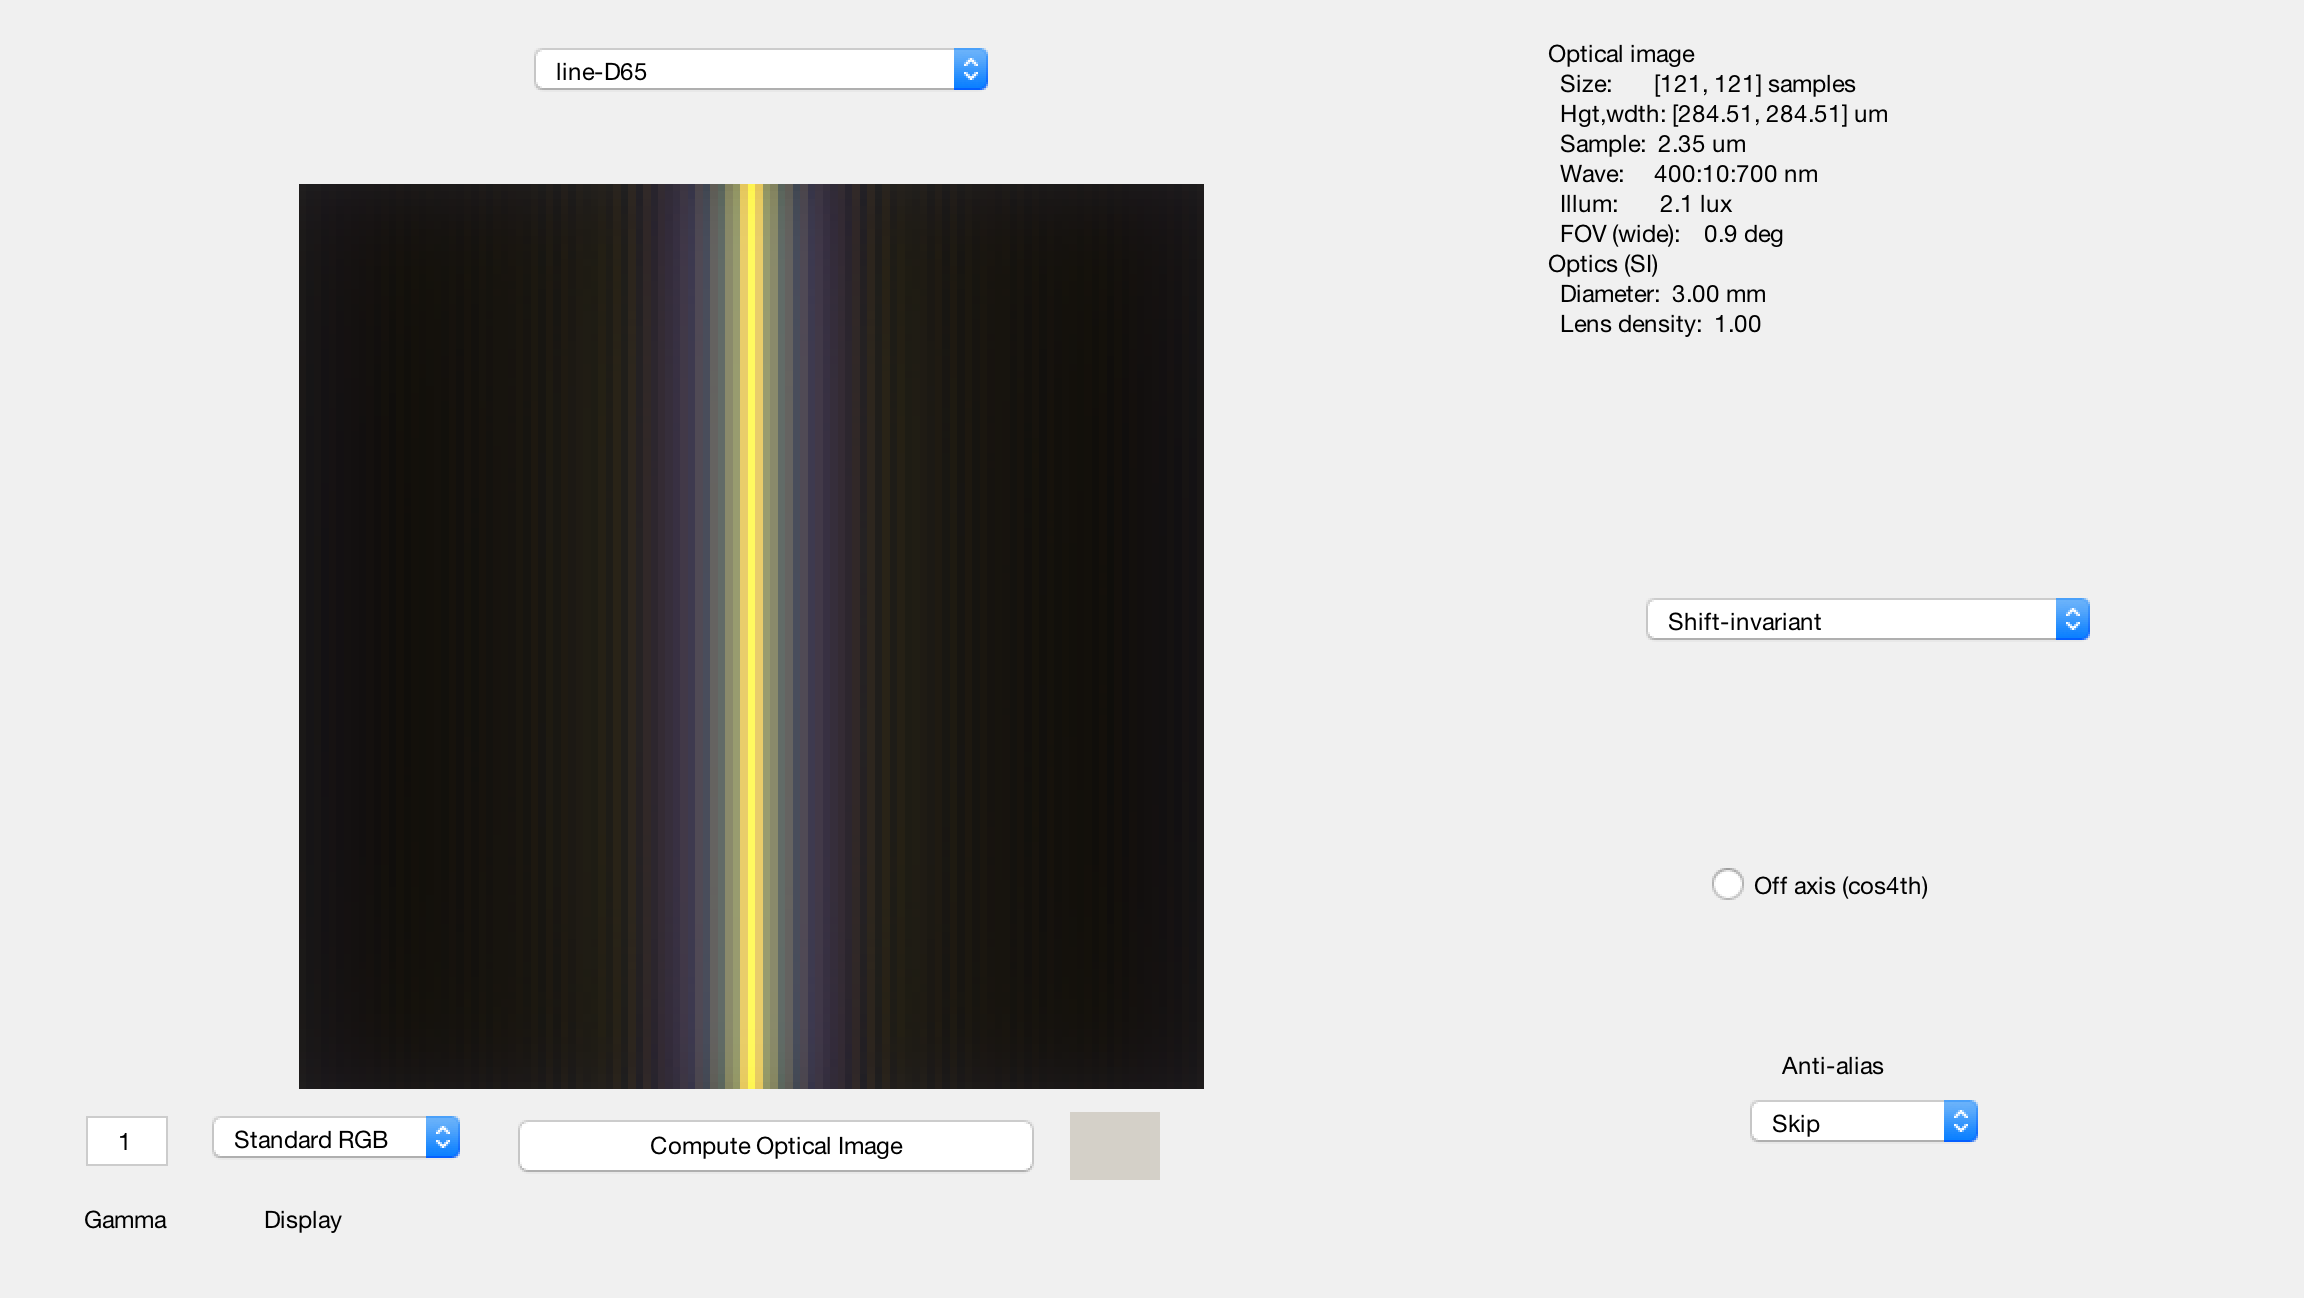 line-D65
Optical image
Size: [121, 121] samples
Hgt,wdth: [284.51, 284.51] um
Sample: 2.35 um
Wave: 400:10:700 nm
Illum: 2.1 lux
FOV (wide): 0.9 deg
Optics (SI)
Diameter: 3.00 mm
Lens density: 1.00
Shift-invariant
Off axis (cos4th)
Anti-alias
Skip
1
Standard RGB
Compute Optical Image
Gamma
Display